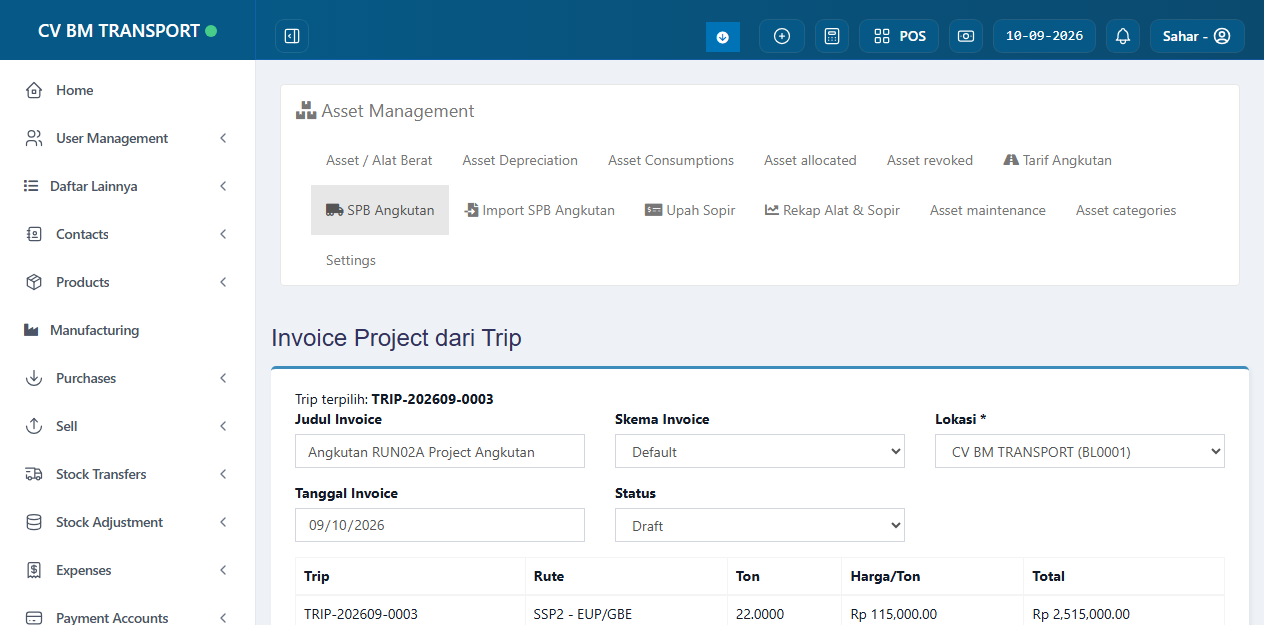 CV BM TRANSPORT
POS
10-09-2026
Sahar -
Home
User Management
Daftar Lainnya
Contacts
Products
Manufacturing
Purchases
Sell
Stock Transfers
Stock Adjustment
Expenses
Payment Accounts
Asset Management
Asset / Alat Berat Asset Depreciation Asset Consumptions Asset allocated Asset revoked Tarif Angkutan
SPB Angkutan Import SPB Angkutan Upah Sopir Rekap Alat & Sopir Asset maintenance Asset categories
Settings
Invoice Project dari Trip
Trip terpilih: TRIP-202609-0003
Judul Invoice Skema Invoice Lokasi *
Angkutan RUN02A Project Angkutan Default CV BM TRANSPORT (BL0001)
Tanggal Invoice Status
09/10/2026 Draft
Trip Rute Ton Harga/Ton Total
TRIP-202609-0003 SSP2 - EUP/GBE 22.0000 Rp 115,000.00 Rp 2,515,000.00